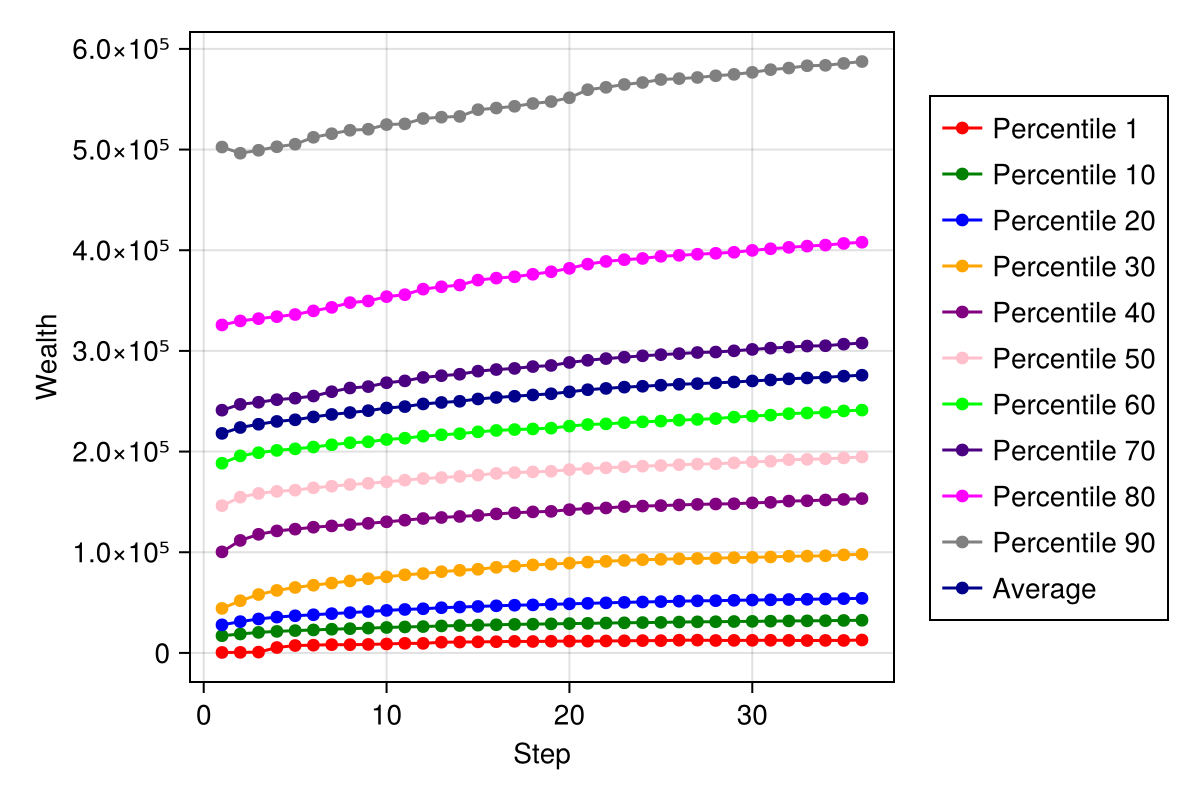 6.0×10⁵
5.0×10⁵
4.0×10⁵
3.0×10⁵
2.0×10⁵
1.0×10⁵
0
Wealth
0 10 20 30
Step
Percentile 1
Percentile 10
Percentile 20
Percentile 30
Percentile 40
Percentile 50
Percentile 60
Percentile 70
Percentile 80
Percentile 90
Average